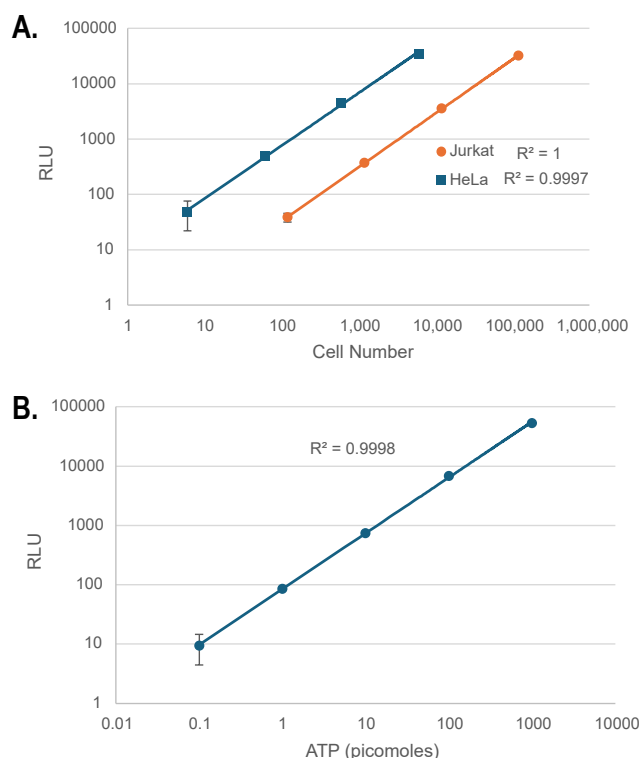 A.
100000
10000
1000
100
10
1
RLU
Jurkat R² = 1
HeLa R² = 0.9997
1 10 100 1,000 10,000 100,000 1,000,000
Cell Number
B.
100000
10000
1000
100
10
1
RLU
R² = 0.9998
0.01 0.1 1 10 100 1000 10000
ATP (picomoles)